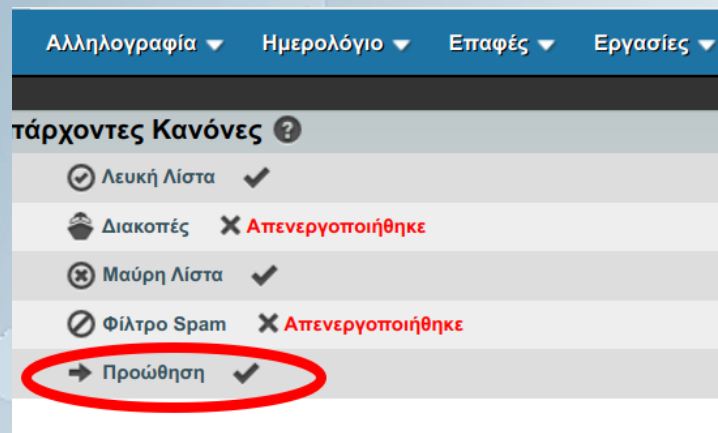 Αλληλογραφία Ημερολόγιο Επαφές Εργασίες
τάρχοντες Κανόνες ?
Λευκή Λίστα
Διακοπές Απενεργοποιήθηκε
Μαύρη Λίστα
Φίλτρο Spam Απενεργοποιήθηκε
Προώθηση